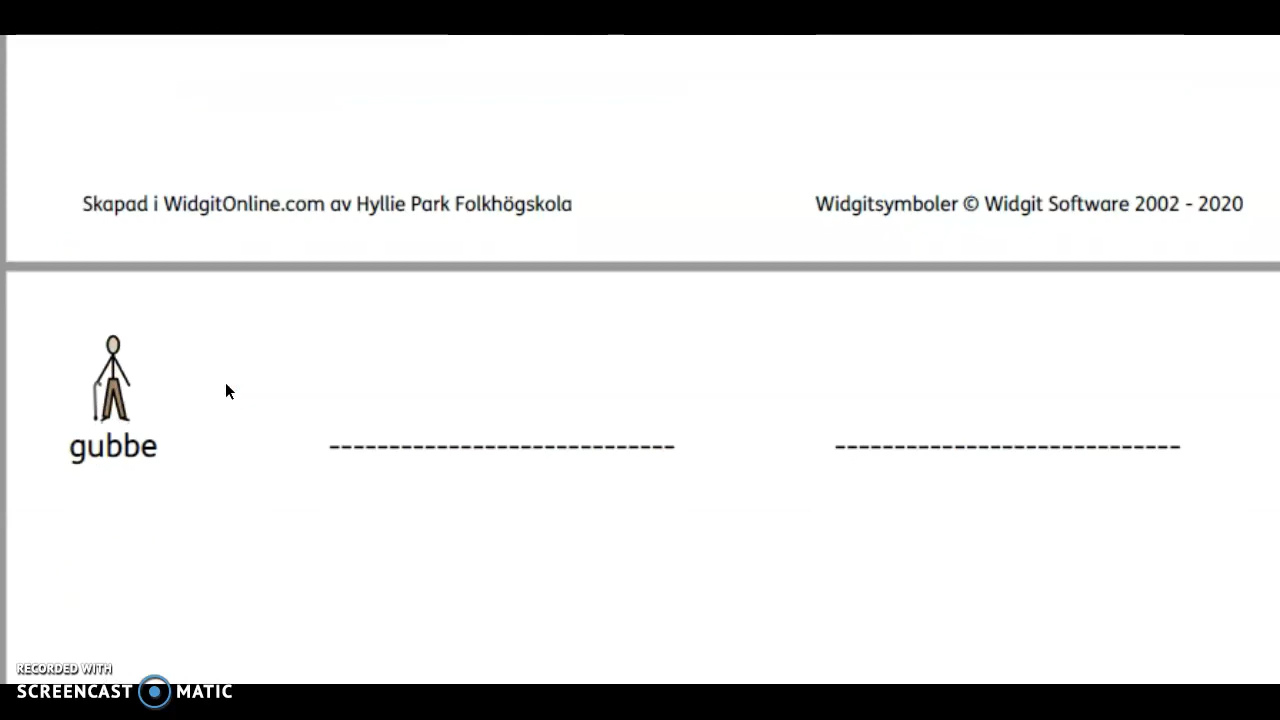 Skapad i WidgitOnline.com av Hyllie Park Folkhögskola
Widgitsymboler © Widgit Software 2002 - 2020
gubbe
RECORDED WITH
SCREENCAST MATIC